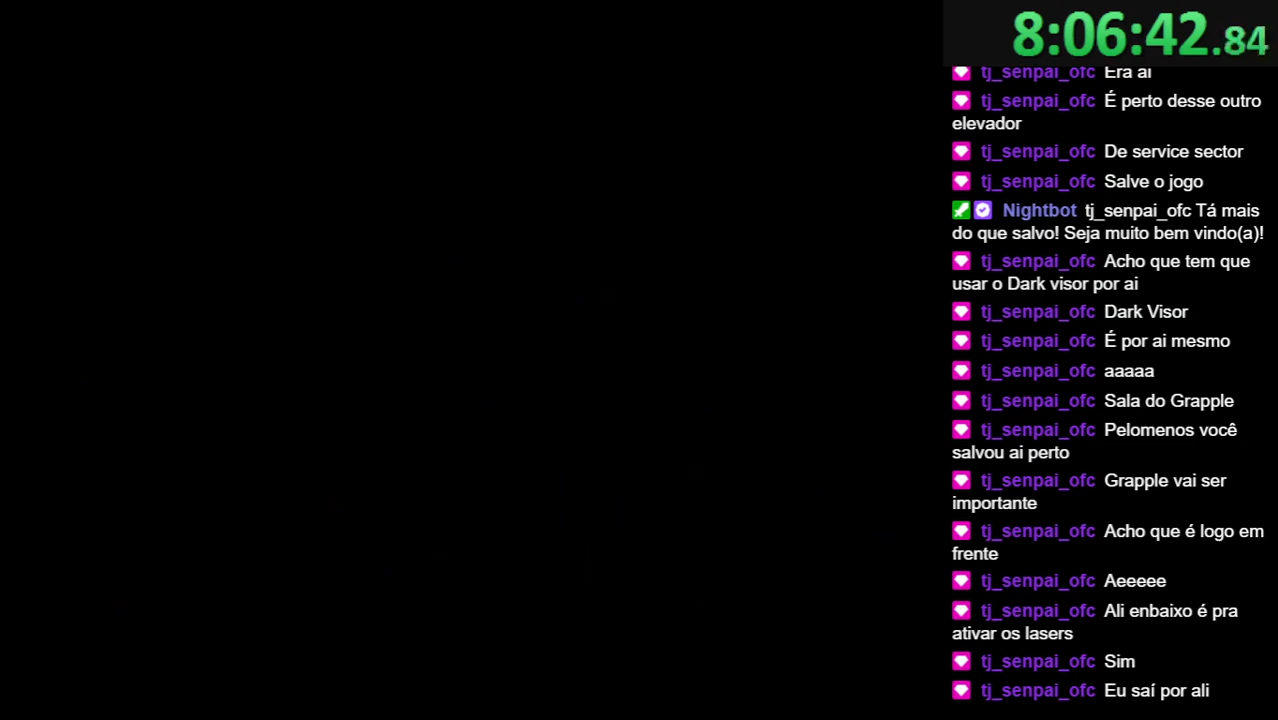 8:06:42.84
tj_senpai_ofc Era ai
tj_senpai_ofc É perto desse outro
elevador
tj_senpai_ofc De service sector
tj_senpai_ofc Salve o jogo
Nightbot tj_senpai_ofc Tá mais
do que salvo! Seja muito bem vindo(a)!
tj_senpai_ofc Acho que tem que
usar o Dark visor por ai
tj_senpai_ofc Dark Visor
tj_senpai_ofc É por ai mesmo
tj_senpai_ofc aaaaa
tj_senpai_ofc Sala do Grapple
tj_senpai_ofc Pelomenos você
salvou ai perto
tj_senpai_ofc Grapple vai ser
importante
tj_senpai_ofc Acho que é logo em
frente
tj_senpai_ofc Aeeeee
tj_senpai_ofc Ali enbaixo é pra
ativar os lasers
tj_senpai_ofc Sim
tj_senpai_ofc Eu saí por ali